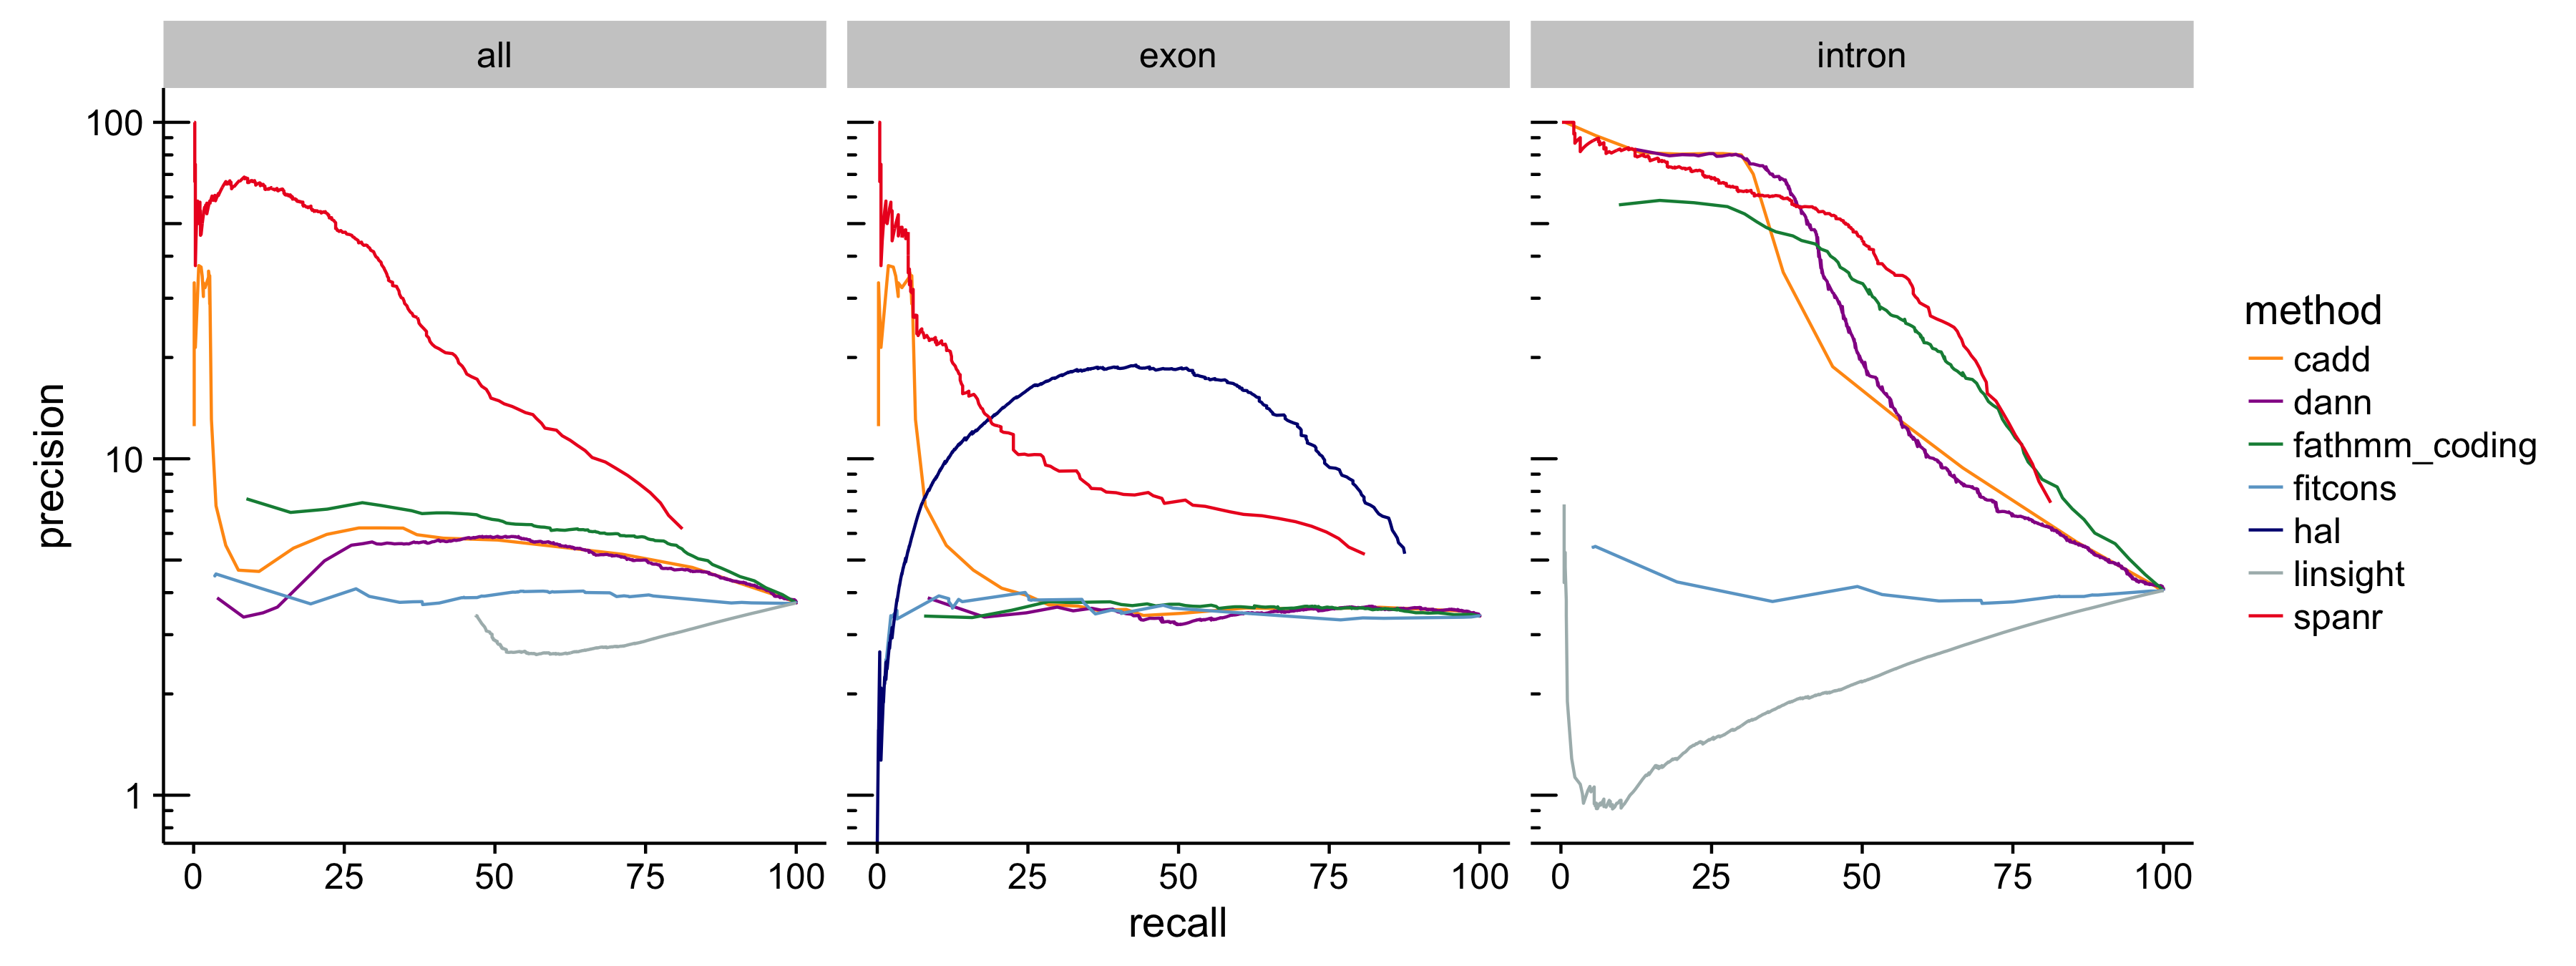 all
exon
intron
precision
100
10
1
0 25 50 75 100
0 25 50 75 100
0 25 50 75 100
recall
method
cadd
dann
fathmm_coding
fitcons
hal
linsight
spanr